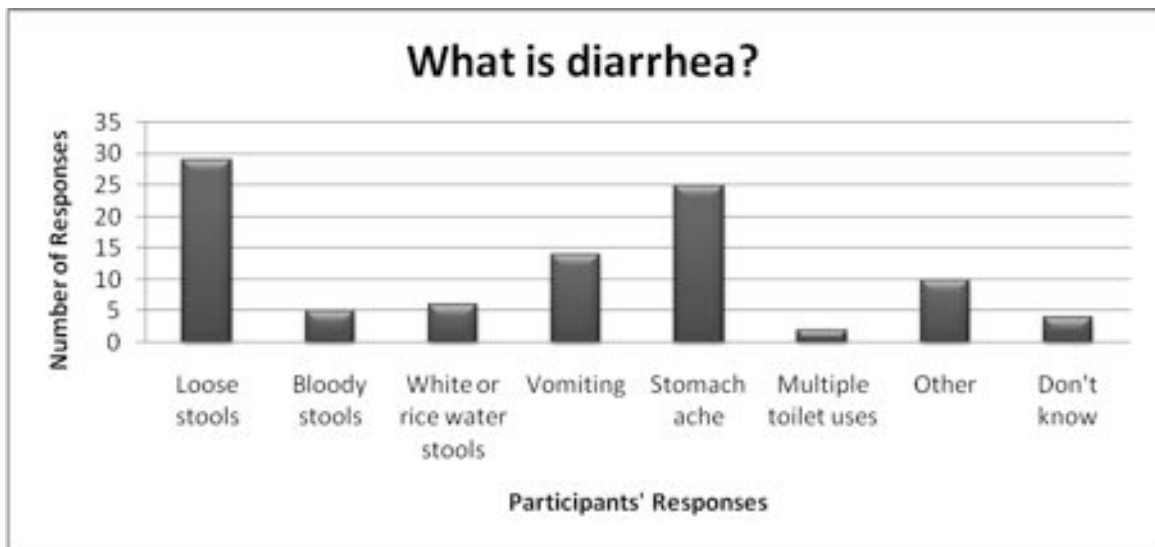 What is diarrhea?
Number of Responses
35
30
25
20
15
10
5
0
Loose stools
Bloody stools
White or rice water stools
Vomiting
Stomach ache
Multiple toilet uses
Other
Don't know
Participants' Responses